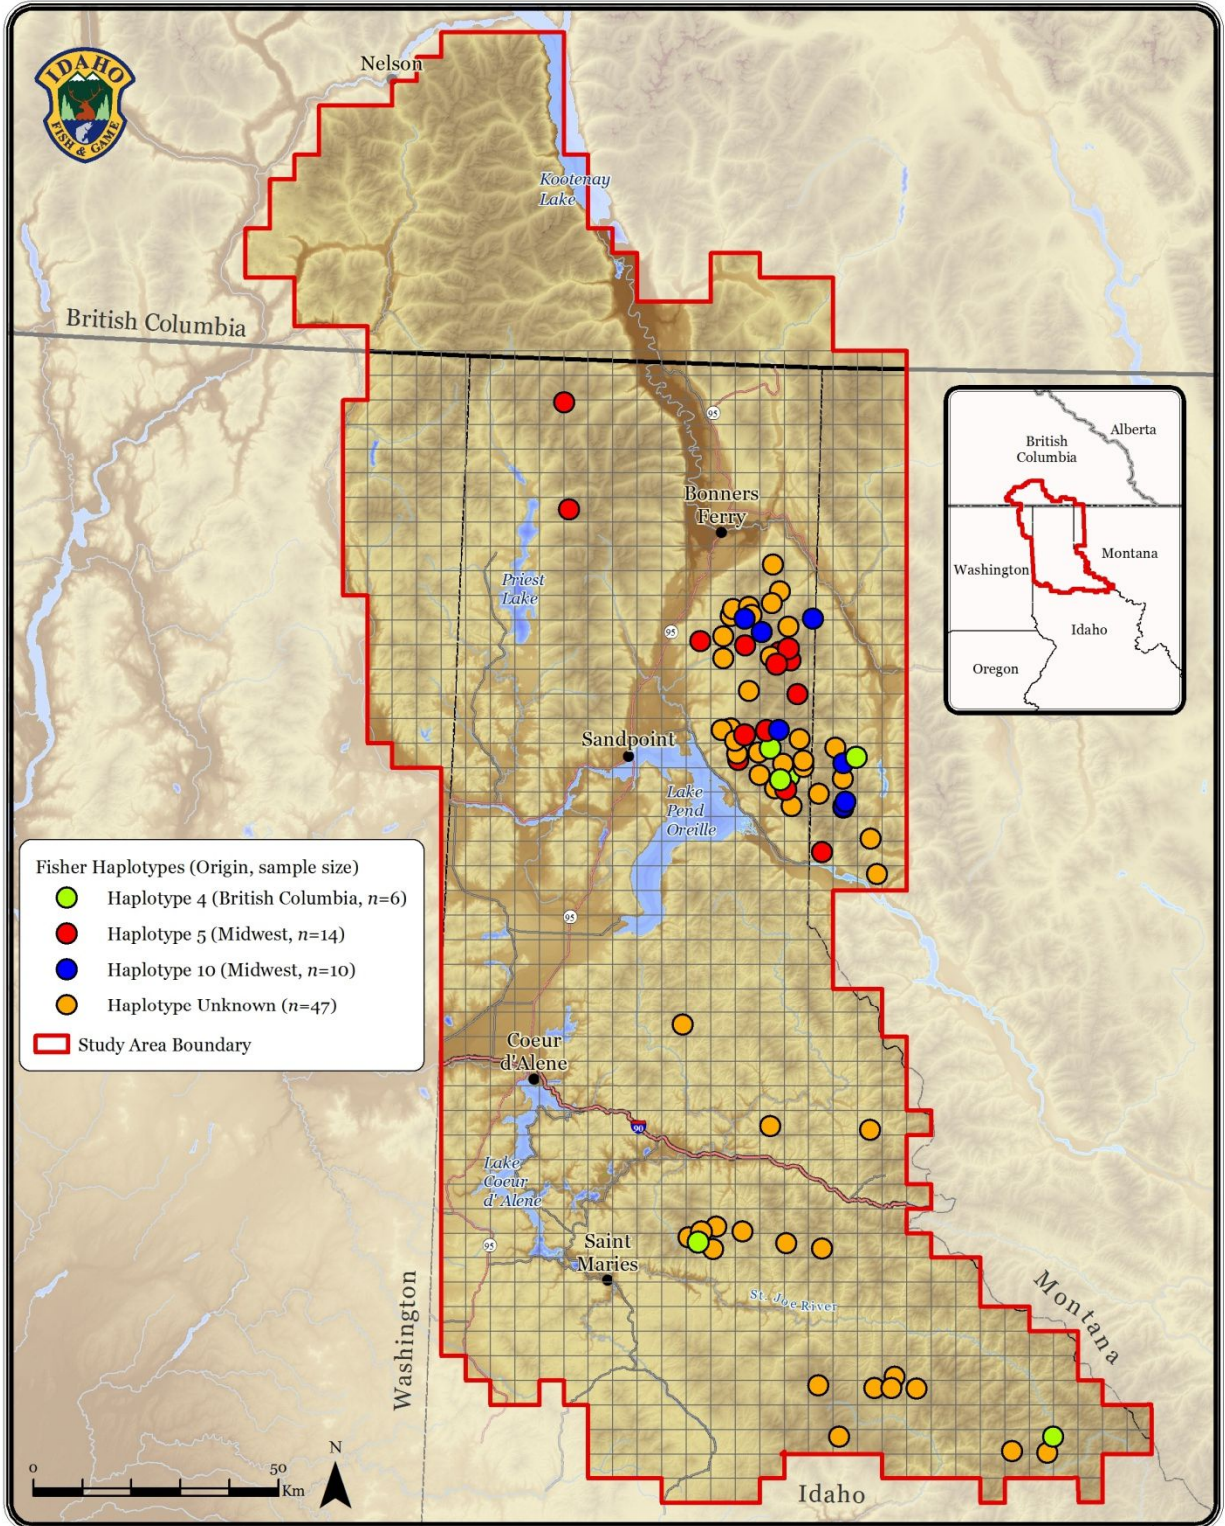 IDAHO
FISH & GAME
Nelson
Kootenay
Lake
British Columbia
95
Bonners
Ferry
Priest
Lake
95
Sandpoint
Lake
Pend
Oreille
95
British
Columbia
Alberta
Washington
Montana
Idaho
Oregon
Fisher Haplotypes (Origin, sample size)
Haplotype 4 (British Columbia, n=6)
Haplotype 5 (Midwest, n=14)
Haplotype 10 (Midwest, n=10)
Haplotype Unknown (n=47)
Study Area Boundary
Coeur
d'Alene
90
Lake
Coeur
d' Alene
95
Saint
Maries
St. Joe River
Montana
Washington
Idaho
0 50
Km
N